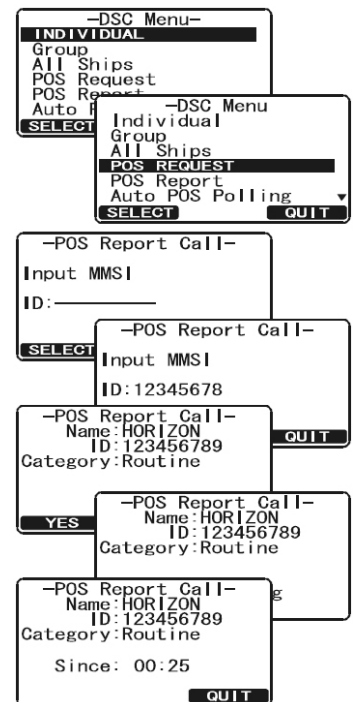 —DSC Menu—
INDIVIDUAL
Group
All Ships
POS Request
POS Report
Auto
SELECT
—DSC Menu
Individual
Group
All Ships
POS REQUEST
POS Report
Auto POS Polling
SELECT QUIT
—POS Report Call—
Input MMSI
ID:
SELECT
—POS Report Call—
Input MMSI
ID:12345678
QUIT
—POS Report Call—
Name:HORIZON
ID:123456789
Category:Routine
YES
—POS Report Call—
Name:HORIZON
ID:123456789
Category:Routine
g
—POS Report Call—
Name:HORIZON
ID:123456789
Category:Routine
Since: 00:25
QUIT